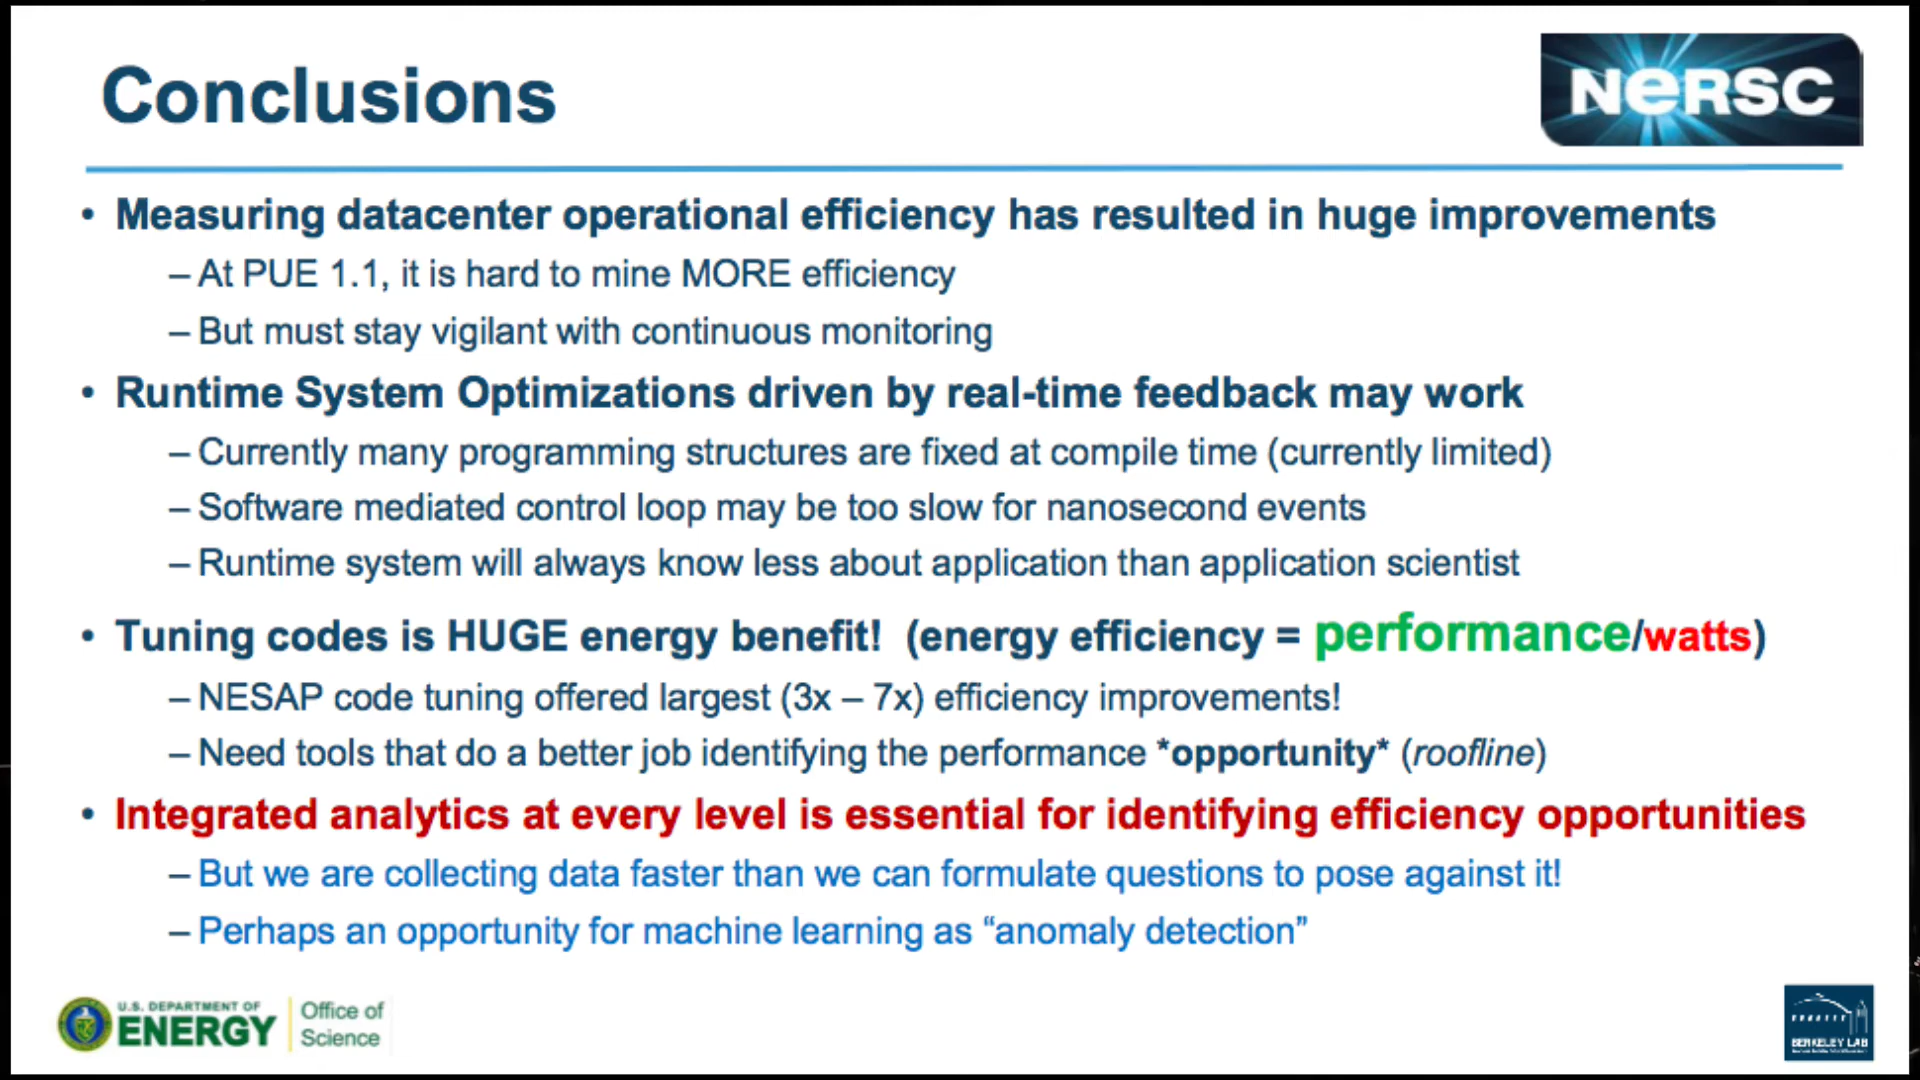 Conclusions
NERSC
• Measuring datacenter operational efficiency has resulted in huge improvements
– At PUE 1.1, it is hard to mine MORE efficiency
– But must stay vigilant with continuous monitoring
• Runtime System Optimizations driven by real-time feedback may work
– Currently many programming structures are fixed at compile time (currently limited)
– Software mediated control loop may be too slow for nanosecond events
– Runtime system will always know less about application than application scientist
• Tuning codes is HUGE energy benefit! (energy efficiency = performance/watts)
– NESAP code tuning offered largest (3x – 7x) efficiency improvements!
– Need tools that do a better job identifying the performance *opportunity* (roofline)
• Integrated analytics at every level is essential for identifying efficiency opportunities
– But we are collecting data faster than we can formulate questions to pose against it!
– Perhaps an opportunity for machine learning as “anomaly detection”
U.S. DEPARTMENT OF
ENERGY
Office of
Science
BERKELEY LAB